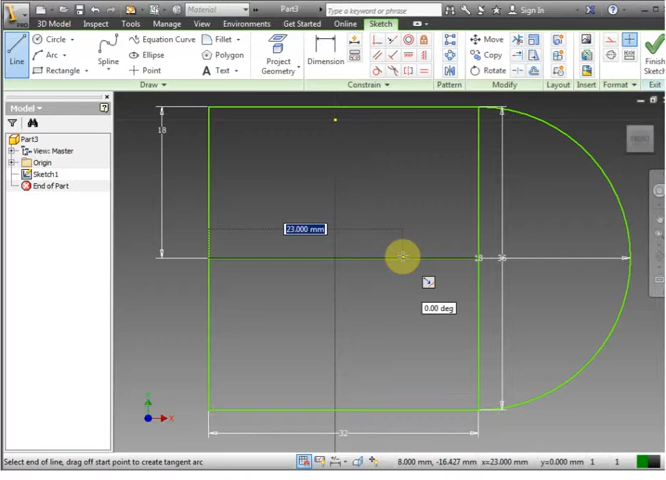 Material
Part3
Type a keyword or phrase
Sign In
PRO
3D Model
Inspect
Tools
Manage
View
Environments
Get Started
Online
Sketch
Line
Circle
Arc
Rectangle
Spline
Equation Curve
Ellipse
Point
Fillet
Polygon
Text
Project
Geometry
Dimension
Move
Copy
Rotate
Finish
Sketch
Draw
Constrain
Pattern
Modify
Layout
Insert
Format
Exit
Model
Part3
View: Master
Origin
Sketch1
End of Part
18
23.000 mm
18
36
0.00 deg
32
Y
X
Select end of line, drag off start point to create tangent arc
8.000 mm, -16.427 mm
x=23.000 mm
y=0.000 mm
1
1